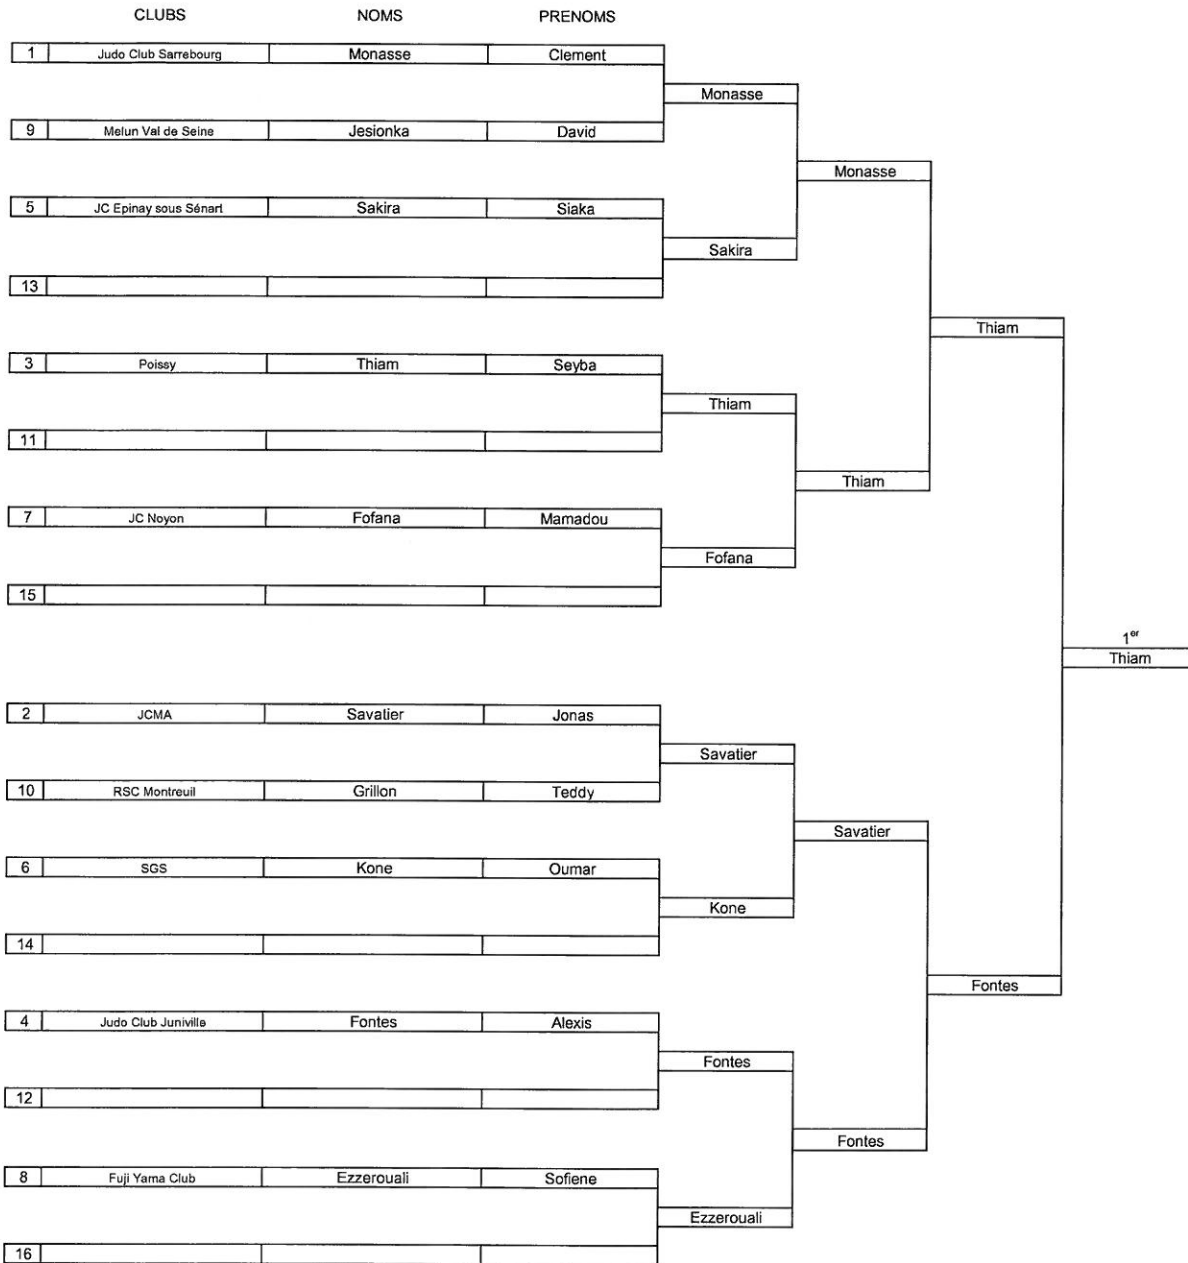 CLUBS NOMS PRENOMS
1 Judo Club Sarrebourg Monasse Clement
Monasse
9 Melun Val de Seine Jesionka David
Monasse
5 JC Epinay sous Sénart Sakira Siaka
Sakira
13
Thiam
3 Poissy Thiam Seyba
Thiam
11
Thiam
7 JC Noyon Fofana Mamadou
Fofana
15
1er
Thiam
2 JCMA Savatier Jonas
Savatier
10 RSC Montreuil Grillon Teddy
Savatier
6 SGS Kone Oumar
Kone
14
Fontes
4 Judo Club Juniville Fontes Alexis
Fontes
12
Fontes
8 Fuji Yama Club Ezzerouali Sofiene
Ezzerouali
16